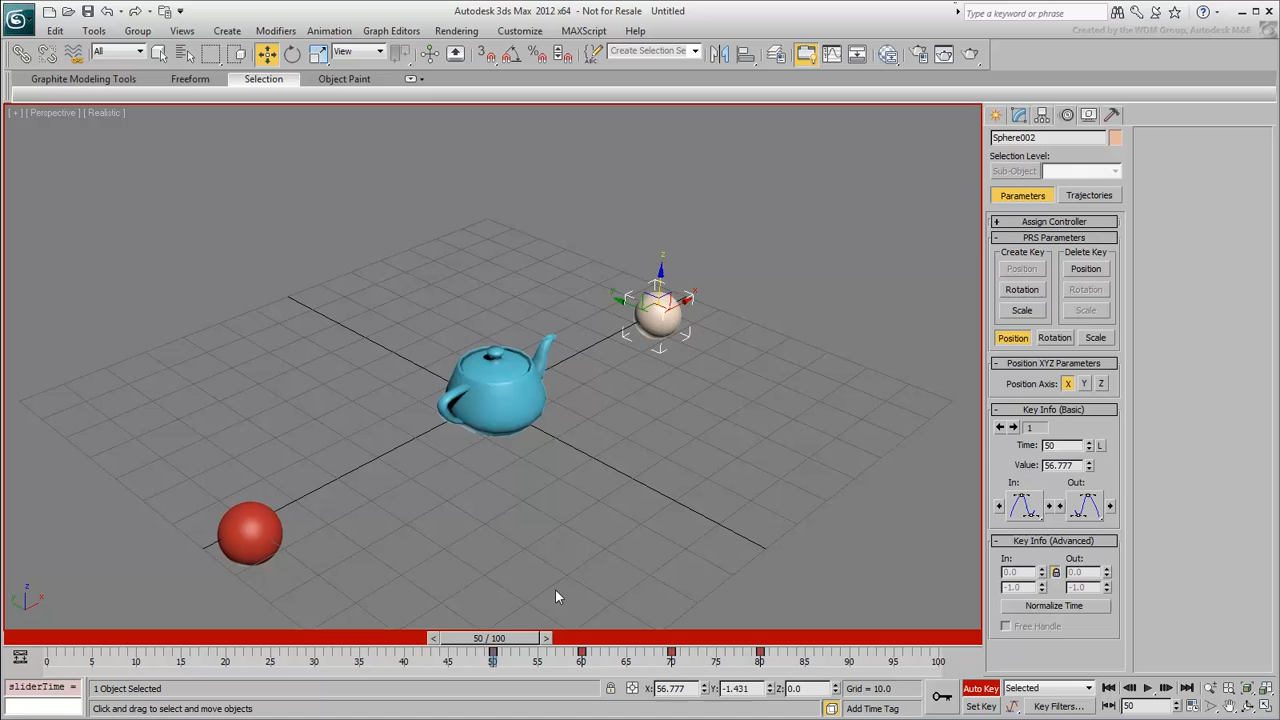 Autodesk 3ds Max 2012 x64 - Not for Resale Untitled
Type a keyword or phrase
Created by the WDM Group, Autodesk M&E
Edit Tools Group Views Create Modifiers Animation Graph Editors Rendering Customize MAXScript Help
All View Create Selection Se
Graphite Modeling Tools Freeform Selection Object Paint
[ + ] [ Perspective ] [ Realistic ]
Sphere002
Selection Level:
Sub-Object
Parameters Trajectories
+ Assign Controller
- PRS Parameters
Create Key Delete Key
Position Position
Rotation Rotation
Scale Scale
Position Rotation Scale
- Position XYZ Parameters
Position Axis: X Y Z
- Key Info (Basic)
1
Time: 50 L
Value: 56.777
In: Out:
- Key Info (Advanced)
In: Out:
0.0 0.0
-1.0 -1.0
Normalize Time
Free Handle
z
x
z
x
< 50 / 100 >
0 5 10 15 20 25 30 35 40 45 50 55 60 65 70 75 80 85 90 95 100
sliderTime = 1 Object Selected X: 56.777 Y: -1.431 Z: 0.0 Grid = 10.0 Auto Key Selected
Click and drag to select and move objects Add Time Tag Set Key Key Filters... 50